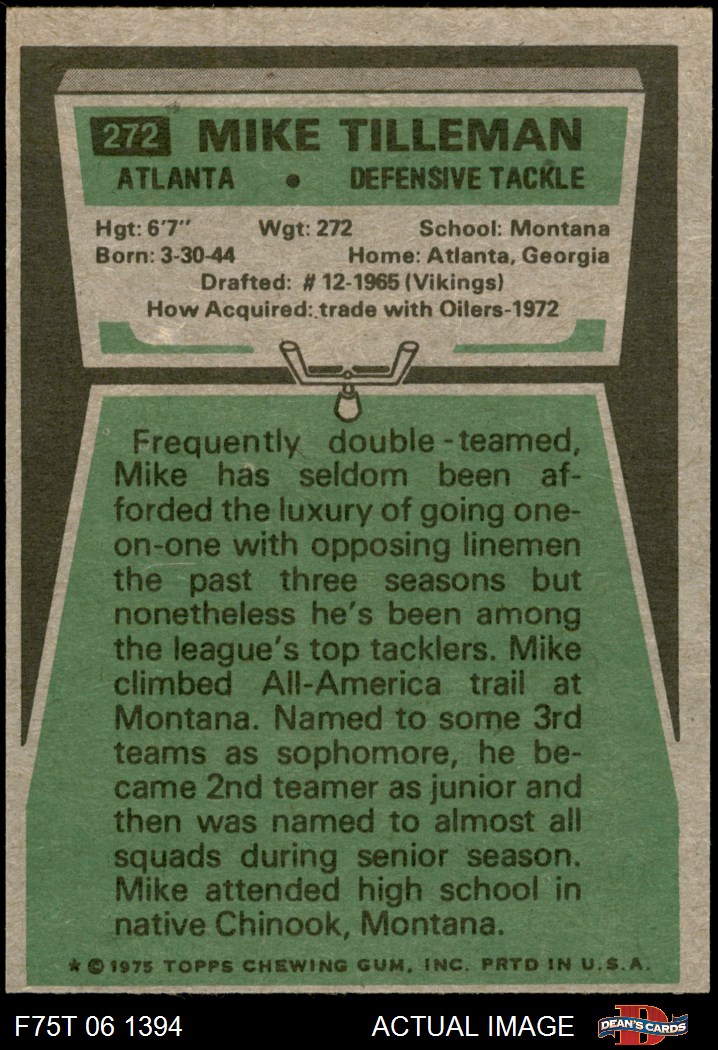 272 MIKE TILLEMAN
ATLANTA • DEFENSIVE TACKLE
Hgt: 6'7" Wgt: 272 School: Montana
Born: 3-30-44 Home: Atlanta, Georgia
Drafted: # 12-1965 (Vikings)
How Acquired: trade with Oilers-1972
Frequently double-teamed,
Mike has seldom been af-
forded the luxury of going one-
on-one with opposing linemen
the past three seasons but
nonetheless he's been among
the league's top tacklers. Mike
climbed All-America trail at
Montana. Named to some 3rd
teams as sophomore, he be-
came 2nd teamer as junior and
then was named to almost all
squads during senior season.
Mike attended high school in
native Chinook, Montana.
* © 1975 TOPPS CHEWING GUM, INC. PRTD IN U.S.A.
F75T 06 1394 ACTUAL IMAGE D DEAN'S CARDS